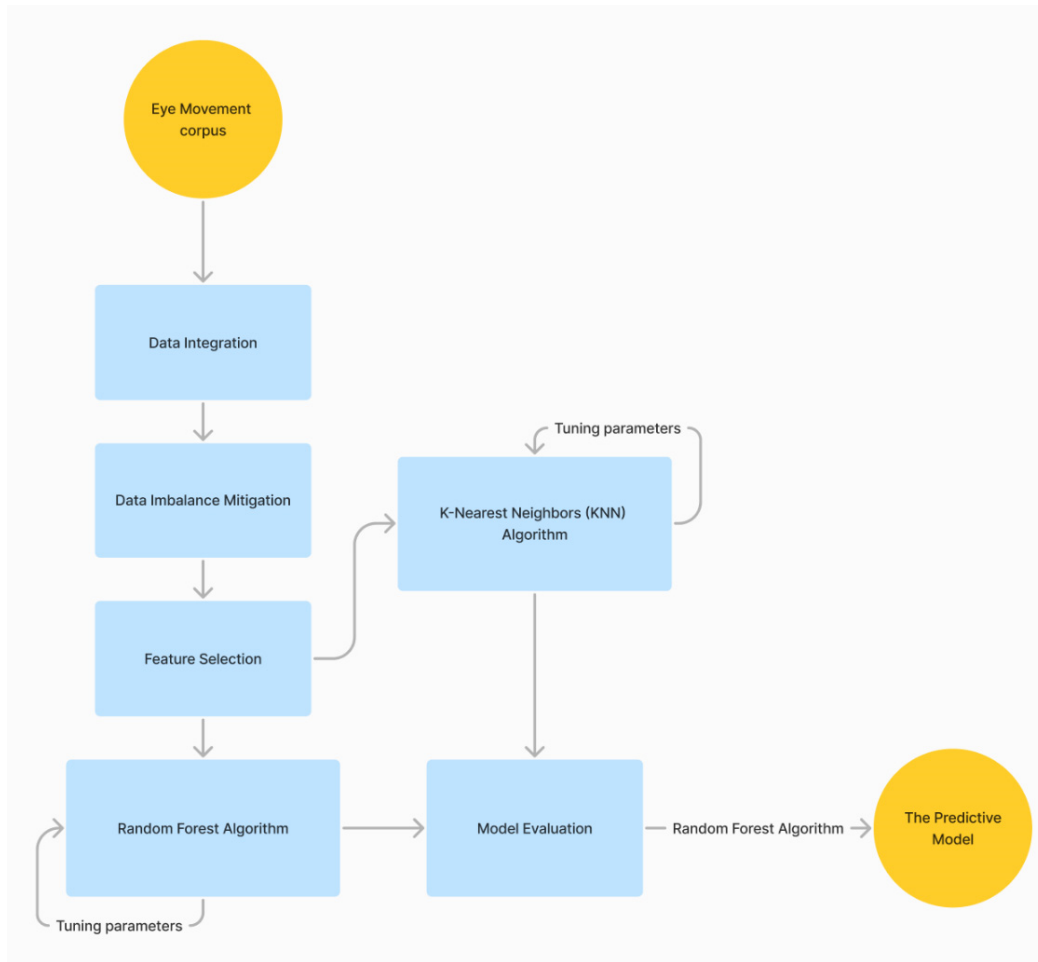 Eye Movement
corpus
Data Integration
Data Imbalance Mitigation
Feature Selection
Tuning parameters
K-Nearest Neighbors (KNN)
Algorithm
Random Forest Algorithm
Tuning parameters
Model Evaluation
Random Forest Algorithm
The Predictive
Model